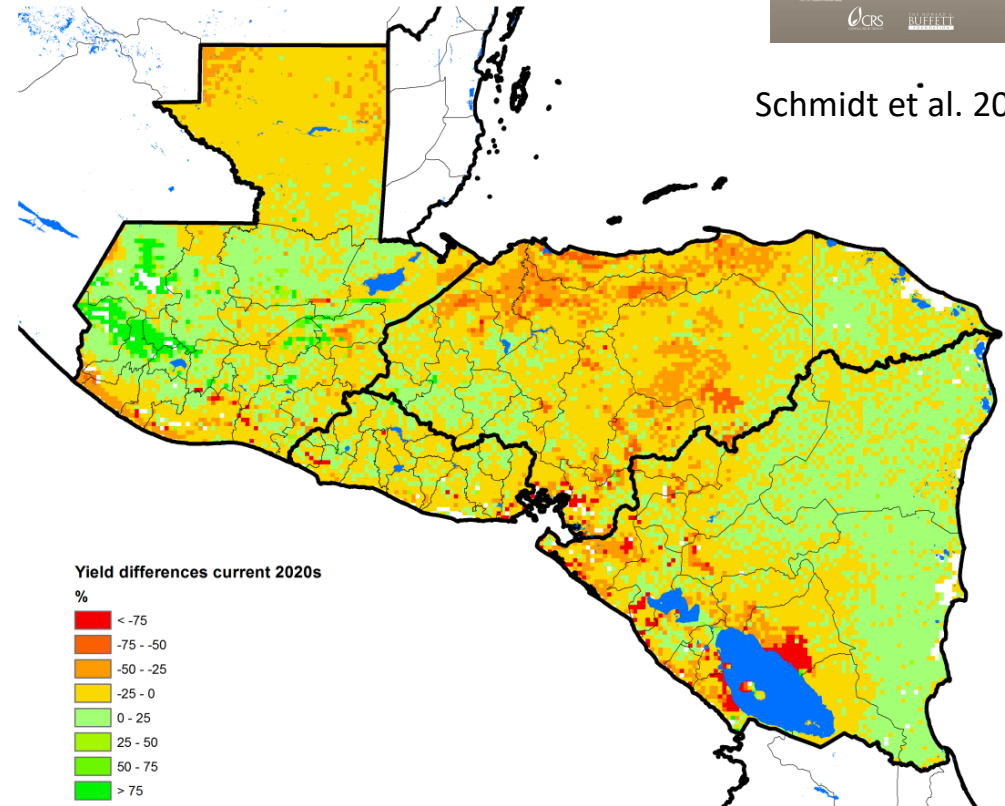 CRS
BUFFETT
Schmidt et al. 20
Yield differences current 2020s
%
< -75
-75 - -50
-50 - -25
-25 - 0
0 - 25
25 - 50
50 - 75
> 75